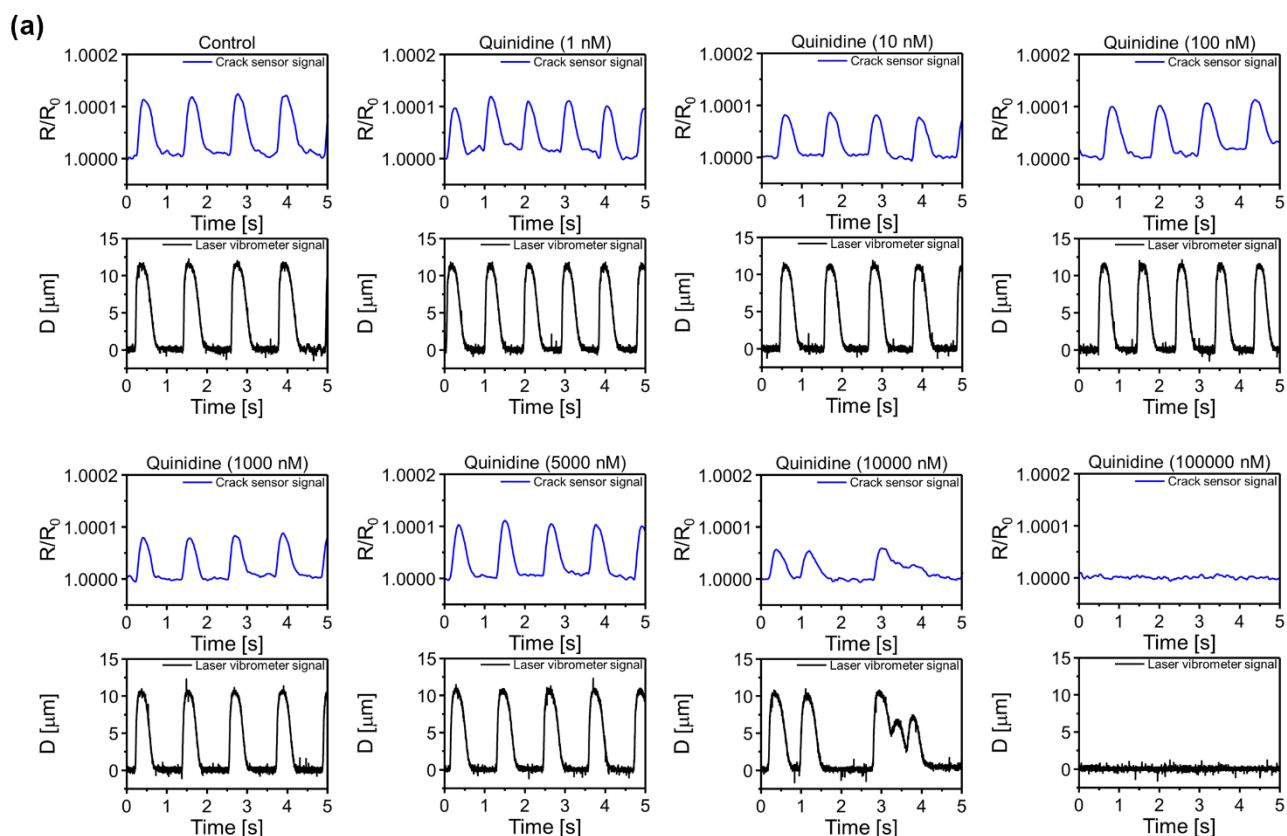 (a)
Control
Crack sensor signal
1.0002
1.0001
1.0000
R/R0
0 1 2 3 4 5
Time [s]
Laser vibrometer signal
15
10
5
0
D [μm]
0 1 2 3 4 5
Time [s]
Quinidine (1 nM)
Crack sensor signal
1.0002
1.0001
1.0000
R/R0
0 1 2 3 4 5
Time [s]
Laser vibrometer signal
15
10
5
0
D [μm]
0 1 2 3 4 5
Time [s]
Quinidine (10 nM)
Crack sensor signal
1.0002
1.0001
1.0000
R/R0
0 1 2 3 4 5
Time [s]
Laser vibrometer signal
15
10
5
0
D [μm]
0 1 2 3 4 5
Time [s]
Quinidine (100 nM)
Crack sensor signal
1.0002
1.0001
1.0000
R/R0
0 1 2 3 4 5
Time [s]
Laser vibrometer signal
15
10
5
0
D [μm]
0 1 2 3 4 5
Time [s]
Quinidine (1000 nM)
Crack sensor signal
1.0002
1.0001
1.0000
R/R0
0 1 2 3 4 5
Time [s]
Laser vibrometer signal
15
10
5
0
D [μm]
0 1 2 3 4 5
Time [s]
Quinidine (5000 nM)
Crack sensor signal
1.0002
1.0001
1.0000
R/R0
0 1 2 3 4 5
Time [s]
Laser vibrometer signal
15
10
5
0
D [μm]
0 1 2 3 4 5
Time [s]
Quinidine (10000 nM)
Crack sensor signal
1.0002
1.0001
1.0000
R/R0
0 1 2 3 4 5
Time [s]
Laser vibrometer signal
15
10
5
0
D [μm]
0 1 2 3 4 5
Time [s]
Quinidine (100000 nM)
Crack sensor signal
1.0002
1.0001
1.0000
R/R0
0 1 2 3 4 5
Time [s]
Laser vibrometer signal
15
10
5
0
D [μm]
0 1 2 3 4 5
Time [s]